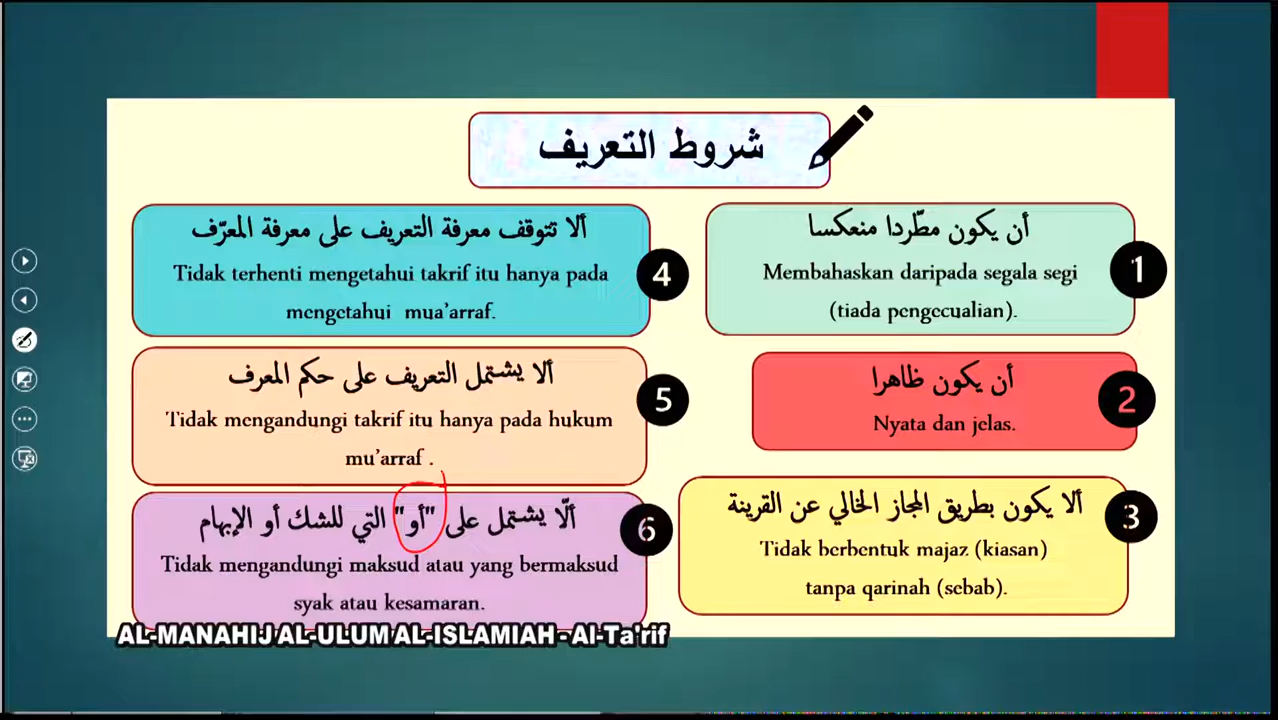 شروط التعريف
1
أن يكون مطّردا منعكسا
Membahaskan daripada segala segi
(tiada pengecualian).
2
أن يكون ظاهرا
Nyata dan jelas.
3
ألا يكون بطريق المجاز الخالي عن القرينة
Tidak berbentuk majaz (kiasan)
tanpa qarinah (sebab).
4
ألا تتوقف معرفة التعريف على معرفة المعرّف
Tidak terhenti mengetahui takrif itu hanya pada
mengetahui mua'arraf.
5
ألا يشتمل التعريف على حكم المعرف
Tidak mengandungi takrif itu hanya pada hukum
mu'arraf .
6
ألّا يشتمل على "أو" التي للشك أو الإبهام
Tidak mengandungi maksud atau yang bermaksud
syak atau kesamaran.
AL-MANAHIJ AL-ULUM AL-ISLAMIAH - Al-Ta'rif